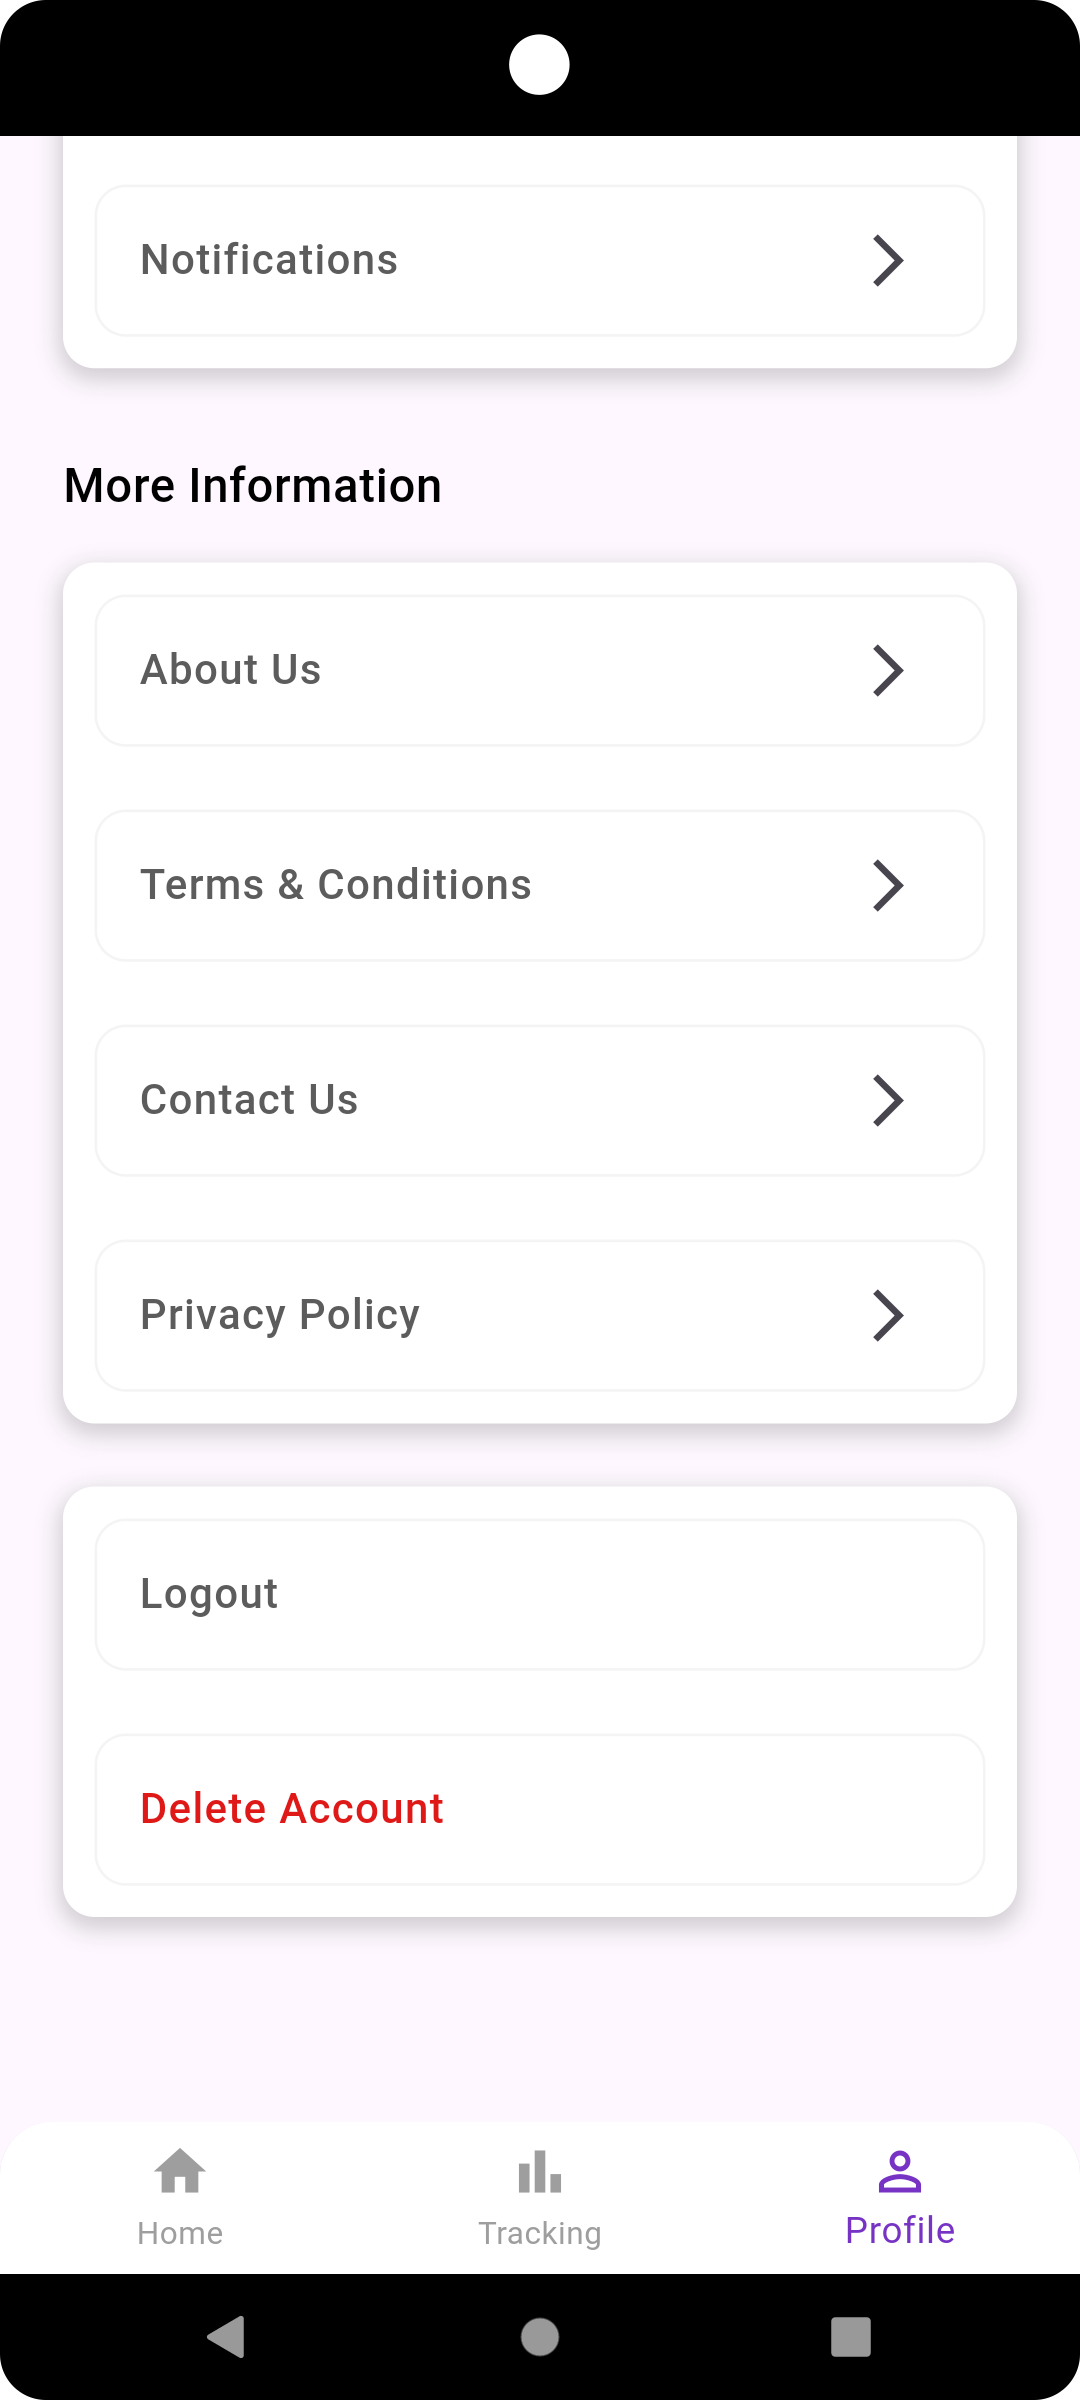 Notifications
More Information
About Us
Terms & Conditions
Contact Us
Privacy Policy
Logout
Delete Account
Home
Tracking
Profile